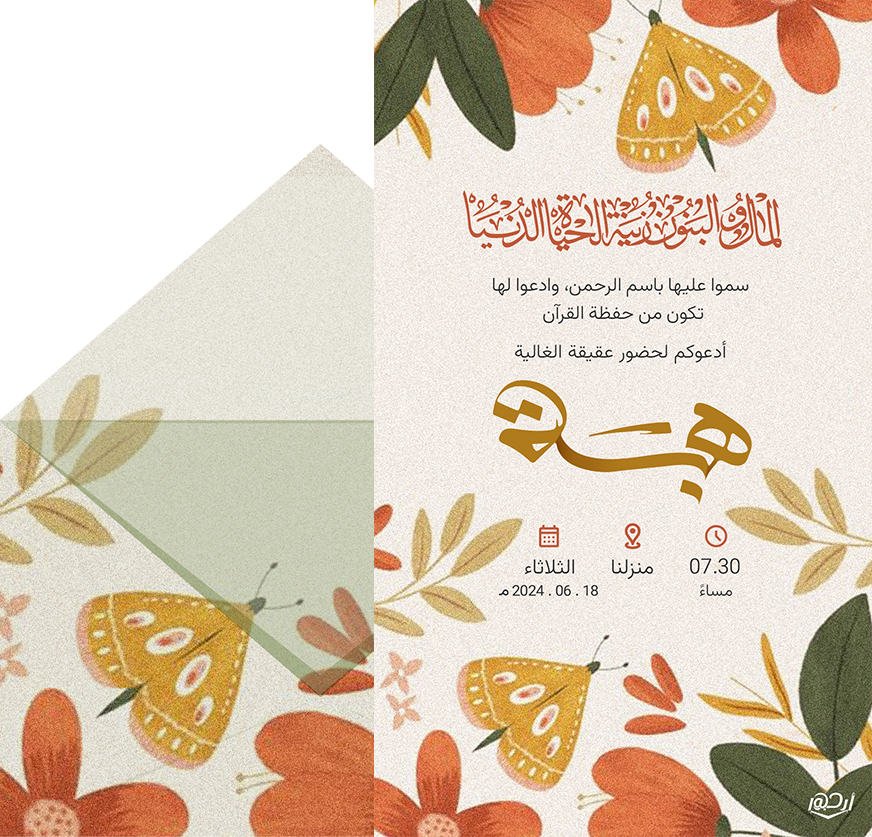 المال والبنون زينة الحياة الدنيا
سموا عليها باسم الرحمن، وادعوا لها
تكون من حفظة القرآن
أدعوكم لحضور عقيقة الغالية
هبة
07.30 منزلنا الثلاثاء
مساءً 18 . 06 . 2024 مـ